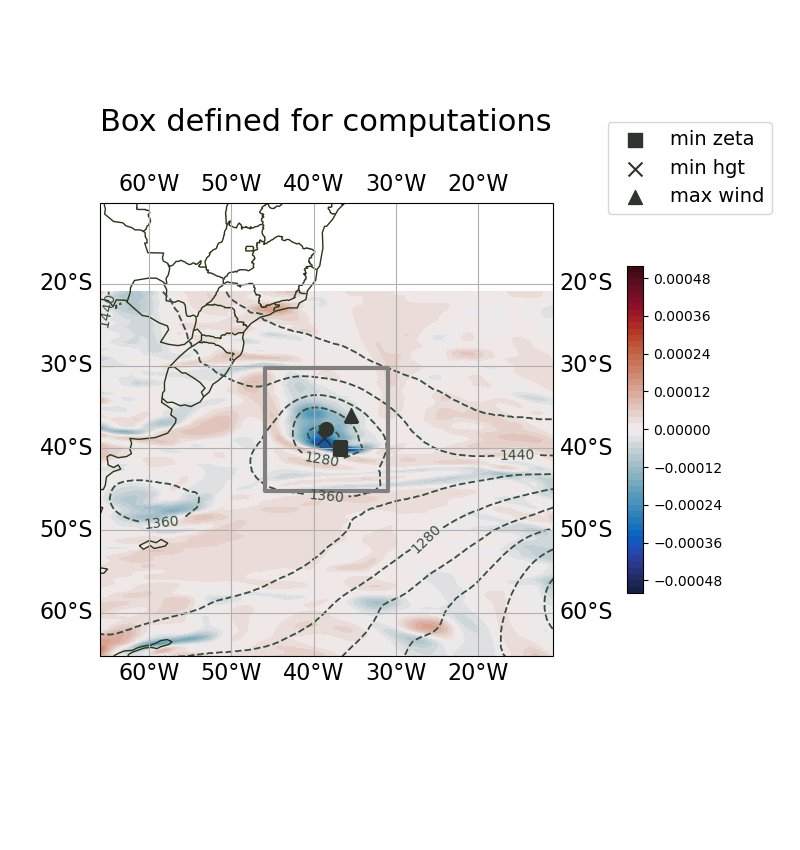 Box defined for computations
min zeta
min hgt
max wind
60°W 50°W 40°W 30°W 20°W
20°S 20°S
30°S 30°S
40°S 40°S
50°S 50°S
60°S 60°S
60°W 50°W 40°W 30°W 20°W
1440
1280
1360
1440
1360
1280
0.00048
0.00036
0.00024
0.00012
0.00000
−0.00012
−0.00024
−0.00036
−0.00048